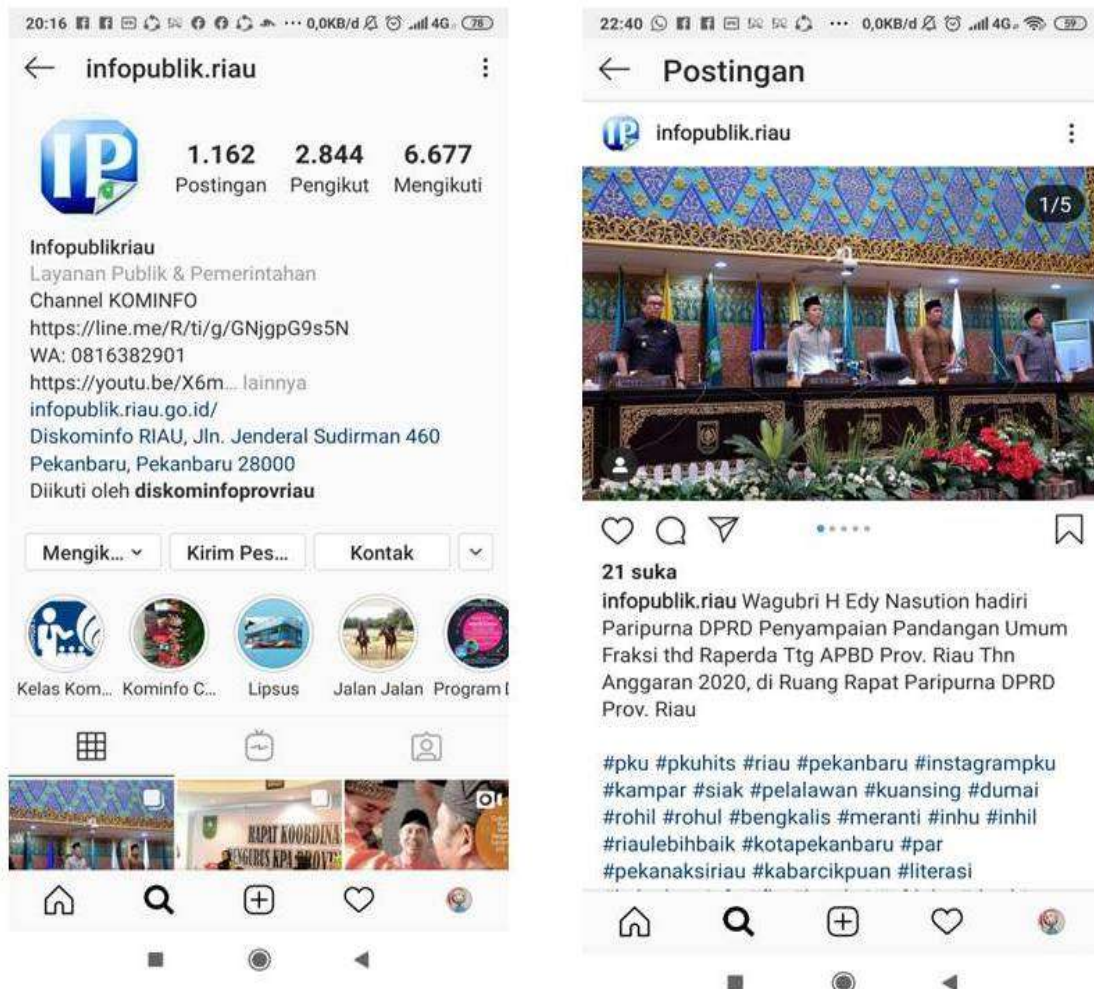 20:16 ... 0,0KB/d 4G 78
infopublik.riau
IP
1.162 2.844 6.677
Postingan Pengikut Mengikuti
Infopublikriau
Layanan Publik & Pemerintahan
Channel KOMINFO
https://line.me/R/ti/g/GNjgpG9s5N
WA: 0816382901
https://youtu.be/X6m... lainnya
infopublik.riau.go.id/
Diskominfo RIAU, Jln. Jenderal Sudirman 460
Pekanbaru, Pekanbaru 28000
Diikuti oleh diskominfoprovriau
Mengik... Kirim Pes... Kontak
Kelas Kom... Kominfo C... Lipsus Jalan Jalan Program
RAPAT KOORDINA
22:40 ... 0,0KB/d 4G 59
Postingan
IP infopublik.riau
1/5
21 suka
infopublik.riau Wagubri H Edy Nasution hadiri
Paripurna DPRD Penyampaian Pandangan Umum
Fraksi thd Raperda Ttg APBD Prov. Riau Thn
Anggaran 2020, di Ruang Rapat Paripurna DPRD
Prov. Riau
#pku #pkuhits #riau #pekanbaru #instagrampku
#kampar #siak #pelalawan #kuansing #dumai
#rohil #rohul #bengkalis #meranti #inhu #inhil
#riaulebihbaik #kotapekanbaru #par
#pekanaksiriau #kabarcikpuan #literasi